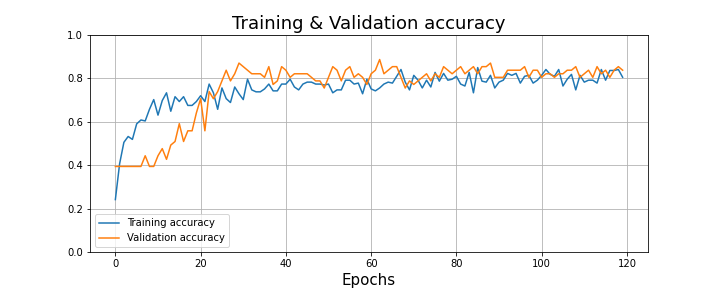 Training & Validation accuracy
1.0
0.8
0.6
0.4
0.2
0.0
Training accuracy
Validation accuracy
0 20 40 60 80 100 120
Epochs